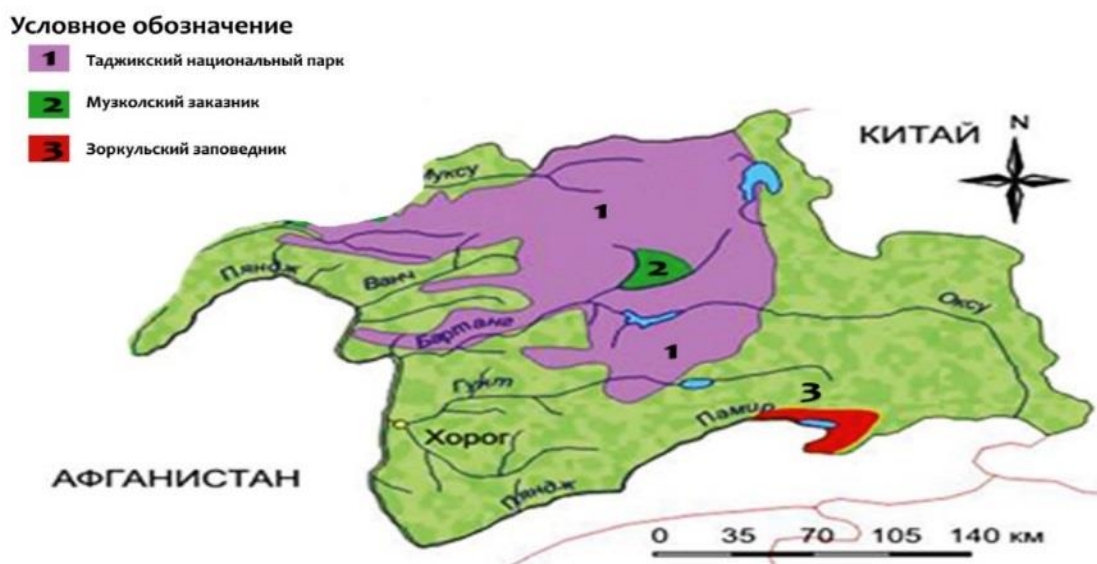 Условное обозначение
1 Таджикский национальный парк
2 Музколский заказник
3 Зоркульский заповедник
КИТАЙ
N
Муксу
1
Пяндж
Ванч
2
Оксу
Бартанг
1
Гукт
3
Памир
Хорог
АФГАНИСТАН
Пяндж
0 35 70 105 140 км